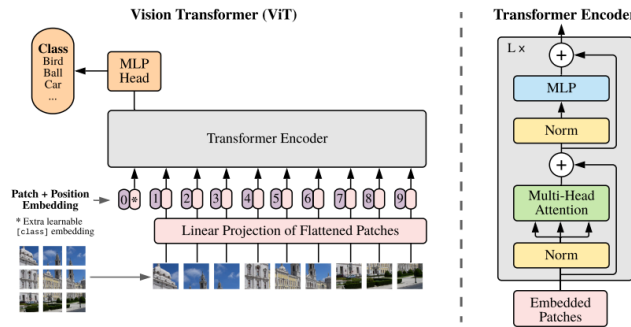 Vision Transformer (ViT)
Class
Bird
Ball
Car
...
MLP
Head
Transformer Encoder
Patch + Position
Embedding
0 * 1 2 3 4 5 6 7 8 9
* Extra learnable
[class] embedding
Linear Projection of Flattened Patches
Transformer Encoder
L x
+
MLP
Norm
+
Multi-Head
Attention
Norm
Embedded
Patches